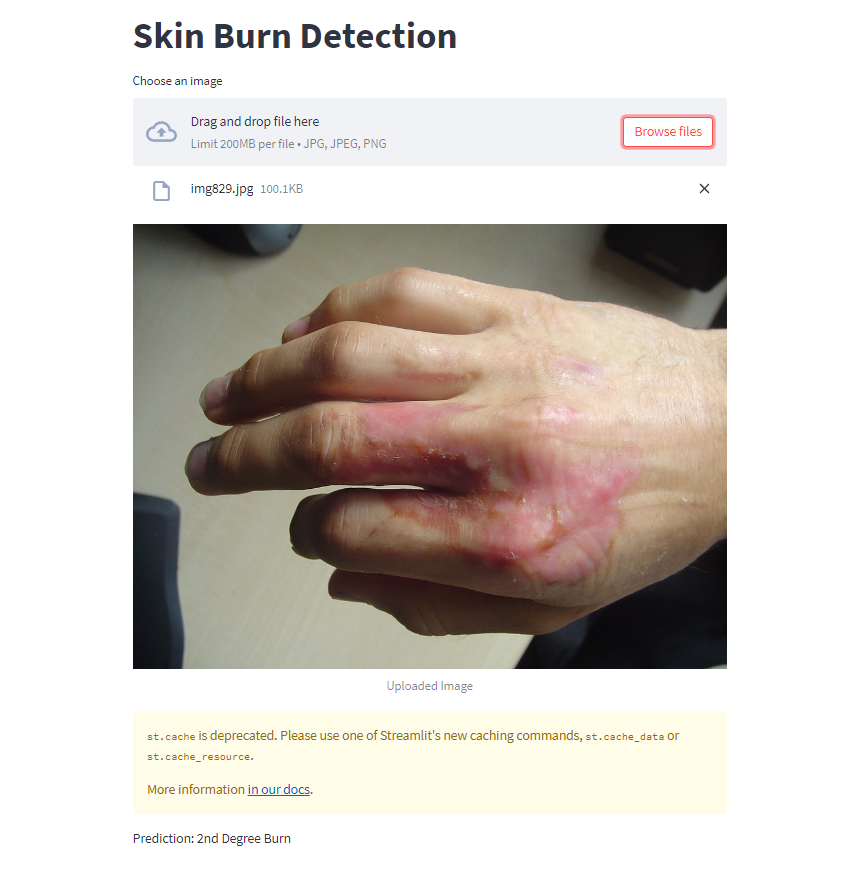 Skin Burn Detection
Choose an image
Drag and drop file here
Limit 200MB per file • JPG, JPEG, PNG
Browse files
img829.jpg 100.1KB
Uploaded Image
st.cache is deprecated. Please use one of Streamlit's new caching commands, st.cache_data or
st.cache_resource.
More information in our docs.
Prediction: 2nd Degree Burn